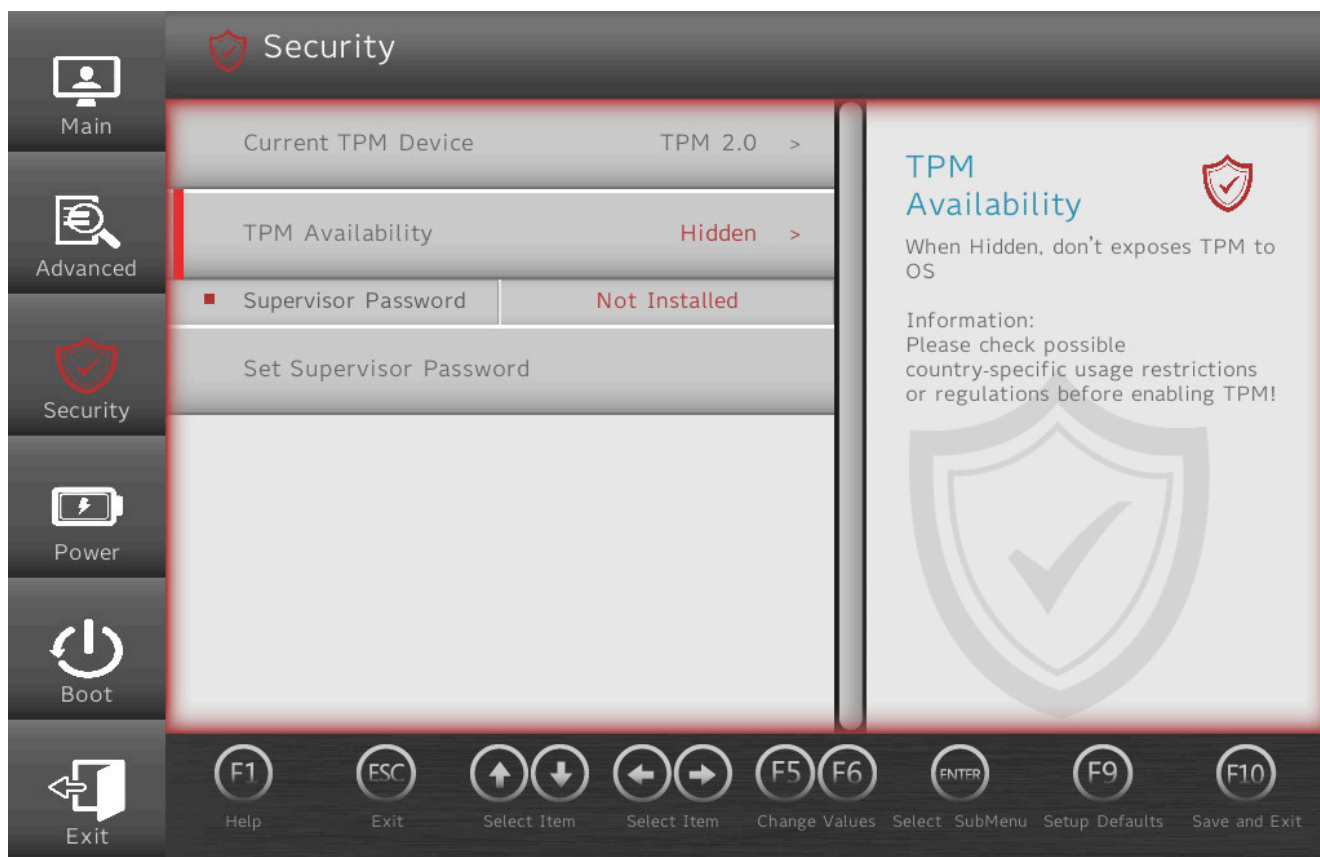 Security
Main
Advanced
Security
Power
Boot
Exit
Current TPM Device TPM 2.0 >
TPM Availability Hidden >
Supervisor Password Not Installed
Set Supervisor Password
TPM
Availability
When Hidden, don't exposes TPM to
OS
Information:
Please check possible
country-specific usage restrictions
or regulations before enabling TPM!
F1 ESC F5 F6 ENTER F9 F10
Help Exit Select Item Select Item Change Values Select SubMenu Setup Defaults Save and Exit